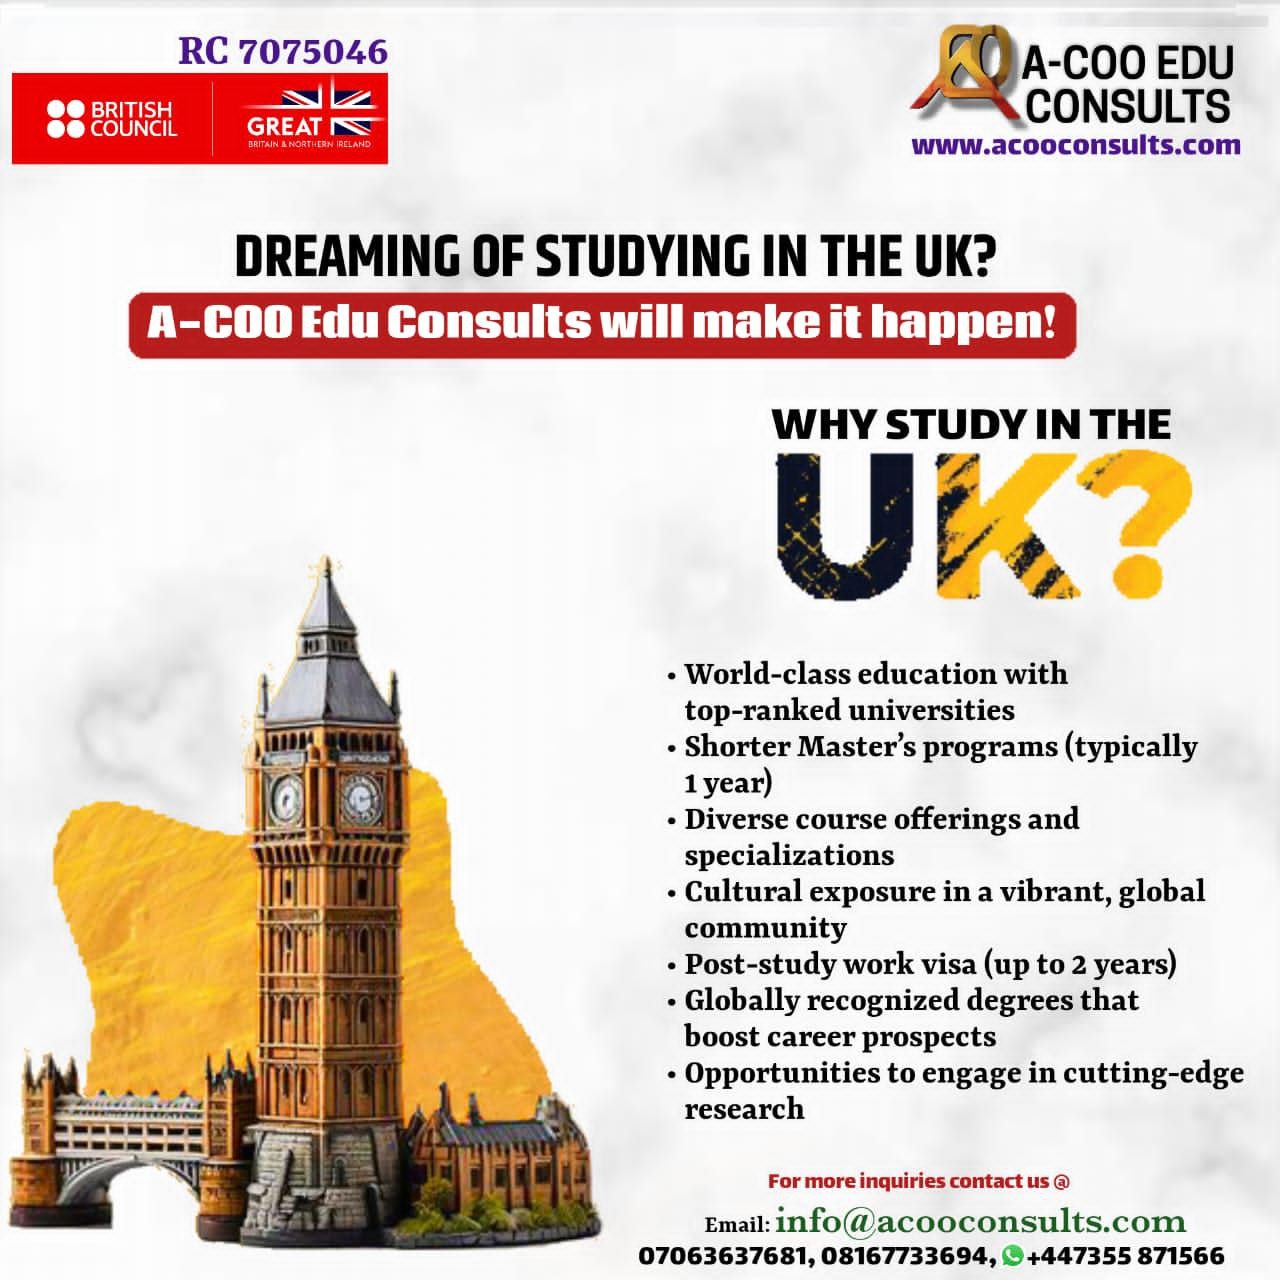 RC 7075046
BRITISH
COUNCIL
GREAT
BRITAIN & NORTHERN IRELAND
A-COO EDU
CONSULTS
www.acooconsults.com
DREAMING OF STUDYING IN THE UK?
A-COO Edu Consults will make it happen!
WHY STUDY IN THE
UK?
• World-class education with
top-ranked universities
• Shorter Master's programs (typically
1 year)
• Diverse course offerings and
specializations
• Cultural exposure in a vibrant, global
community
• Post-study work visa (up to 2 years)
• Globally recognized degrees that
boost career prospects
• Opportunities to engage in cutting-edge
research
For more inquiries contact us @
Email: info@acooconsults.com
07063637681, 08167733694, +447355 871566